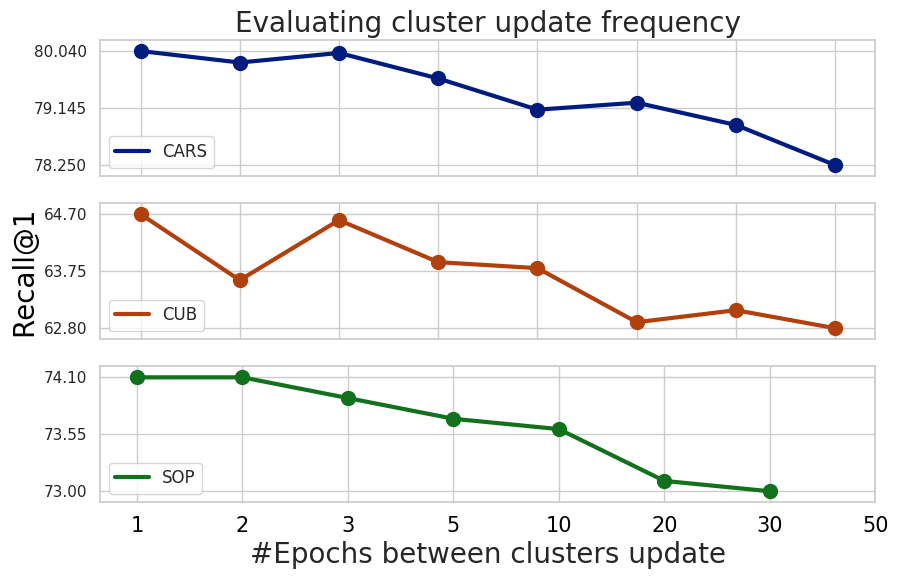 Evaluating cluster update frequency
80.040
79.145
78.250
CARS
Recall@1
64.70
63.75
62.80
CUB
74.10
73.55
73.00
SOP
1 2 3 5 10 20 30 50
#Epochs between clusters update